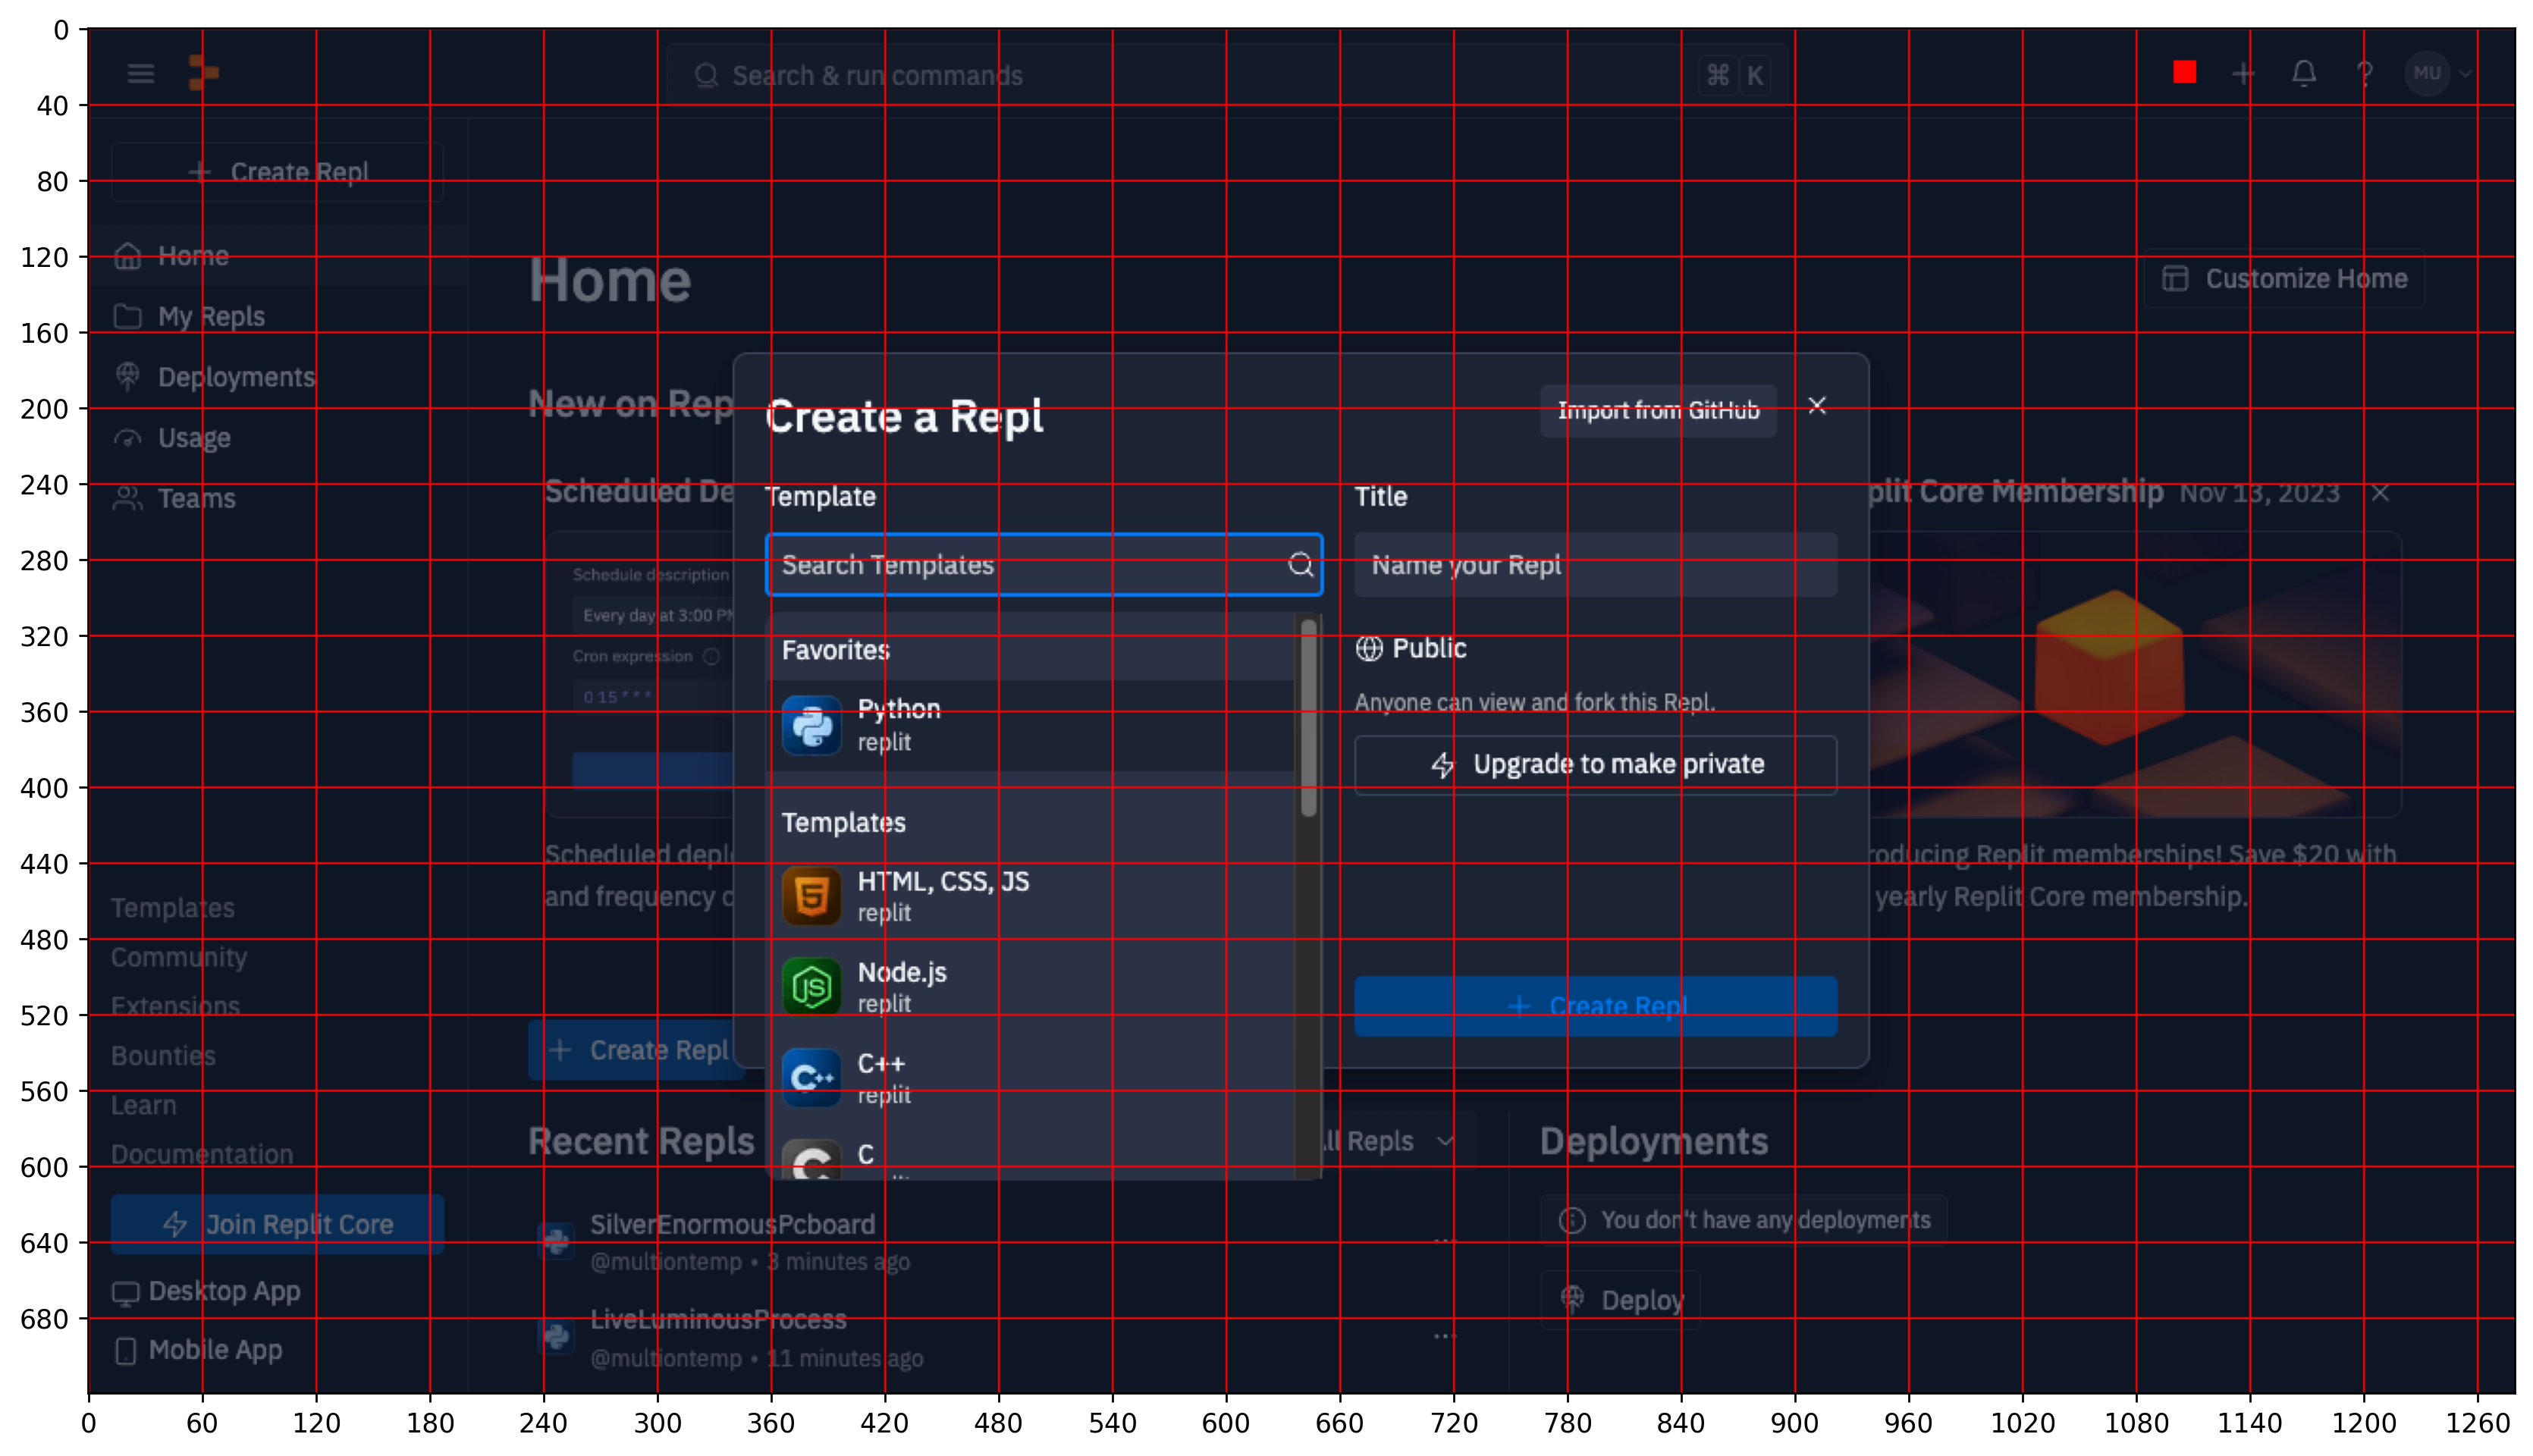 0
40
80
120
160
200
240
280
320
360
400
440
480
520
560
600
640
680
0 60 120 180 240 300 360 420 480 540 600 660 720 780 840 900 960 1020 1080 1140 1200 1260
Search & run commands
⌘ K
MU
Create Repl
Home
My Repls
Deployments
Usage
Teams
Templates
Community
Extensions
Bounties
Learn
Documentation
Join Replit Core
Desktop App
Mobile App
Home
Customize Home
New on Rep
Scheduled De
Schedule description
Every day at 3:00 PM
Cron expression
0 15 * * *
Scheduled depl
and frequency
Create Repl
plit Core Membership Nov 13, 2023
roducing Replit memberships! Save $20 with
yearly Replit Core membership.
Create a Repl
Import from GitHub
Template
Search Templates
Favorites
Python
replit
Templates
HTML, CSS, JS
replit
Node.js
replit
C++
replit
C
Title
Name your Repl
Public
Anyone can view and fork this Repl.
Upgrade to make private
+ Create Repl
Recent Repls
ll Repls
SilverEnormousPcboard
@multiontemp • 3 minutes ago
LiveLuminousProcess
@multiontemp • 11 minutes ago
Deployments
You don't have any deployments
Deploy